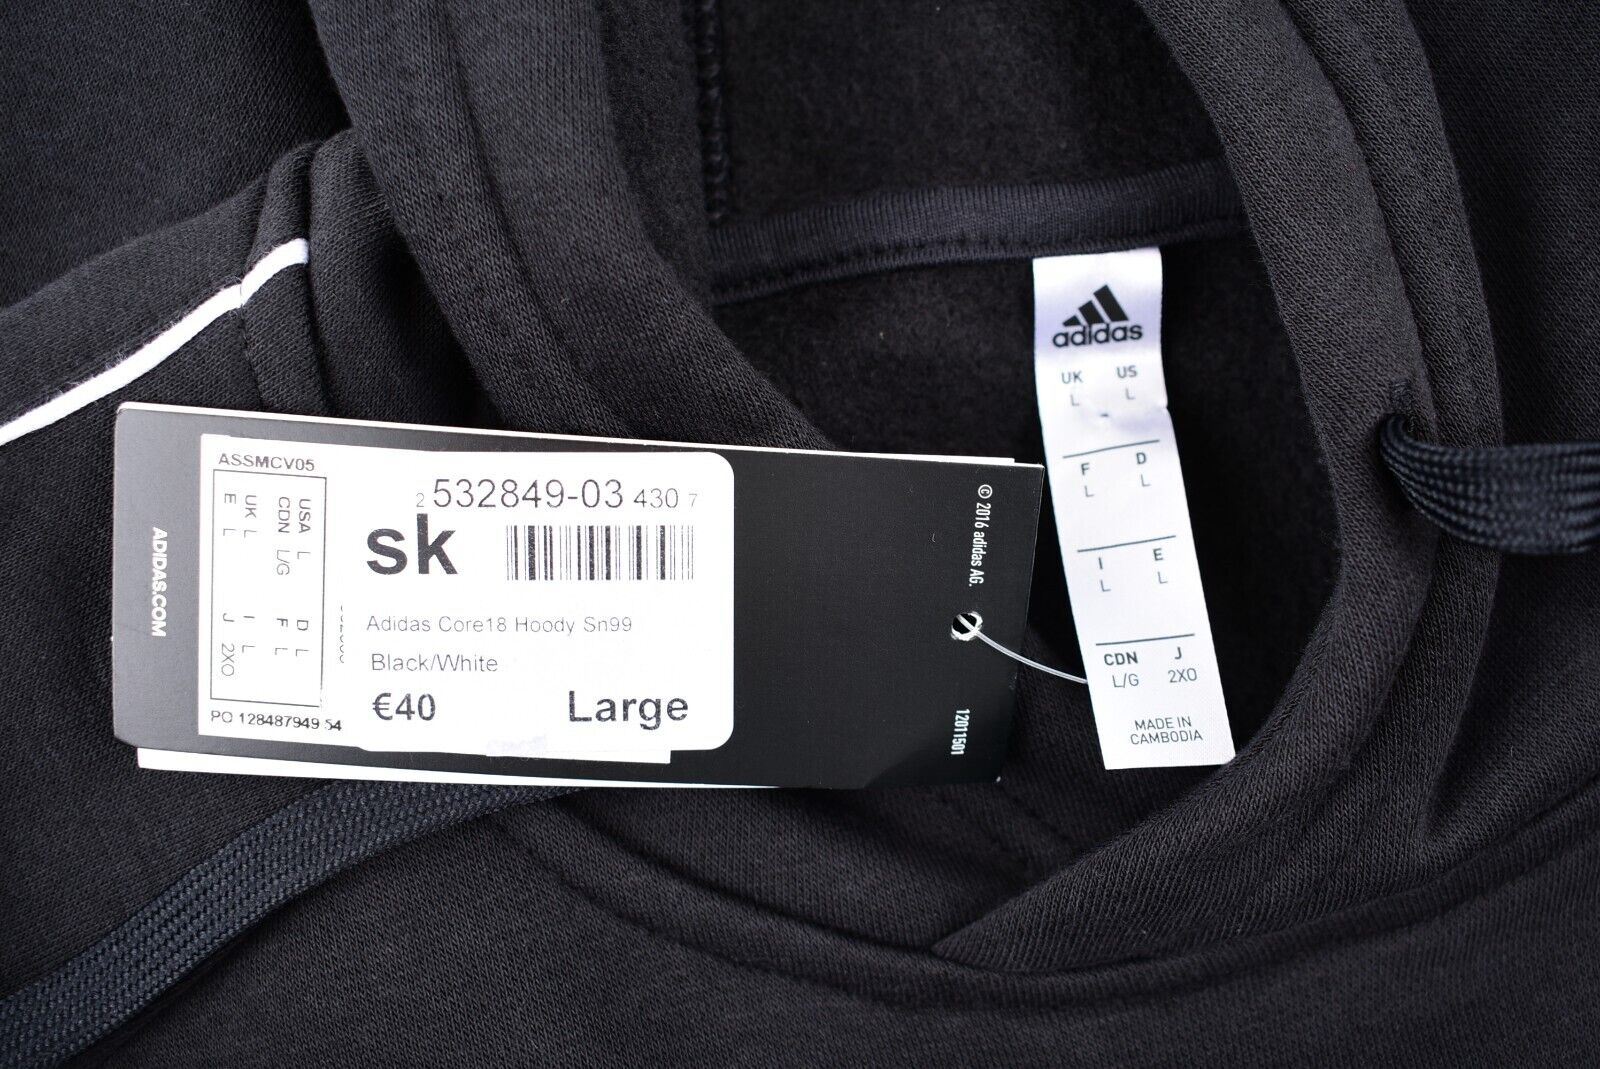 ADIDAS.COM
ASSMCV05
USA L D L
CDN L/G F L
UK L I L
E L J 2XO
PO 128487949 54
2 532849-03 430 7
sk
Adidas Core18 Hoody Sn99
Black/White
€40 Large
© 2016 adidas AG.
12011501
adidas
UK US
L L
F D
L L
I E
L L
CDN J
L/G 2XO
MADE IN
CAMBODIA